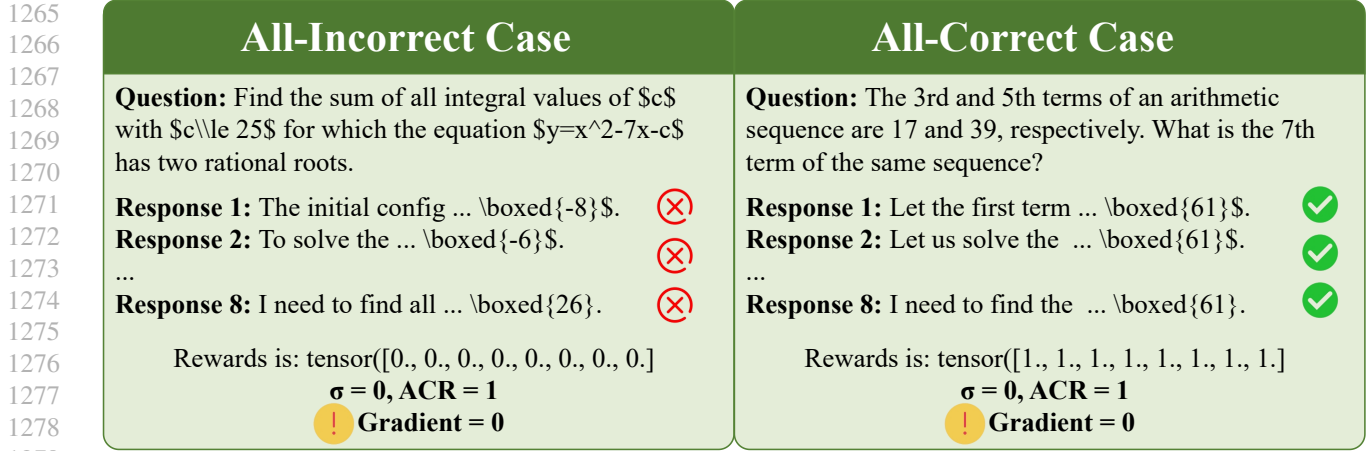 1265
1266
1267
1268
1269
1270
1271
1272
1273
1274
1275
1276
1277
1278
All-Incorrect Case
Question: Find the sum of all integral values of $c$
with $c\\le 25$ for which the equation $y=x^2-7x-c$
has two rational roots.
Response 1: The initial config ... \boxed{-8}$.
Response 2: To solve the ... \boxed{-6}$.
...
Response 8: I need to find all ... \boxed{26}.
Rewards is: tensor([0., 0., 0., 0., 0., 0., 0., 0.]
σ = 0, ACR = 1
! Gradient = 0
All-Correct Case
Question: The 3rd and 5th terms of an arithmetic
sequence are 17 and 39, respectively. What is the 7th
term of the same sequence?
Response 1: Let the first term ... \boxed{61}$.
Response 2: Let us solve the ... \boxed{61}$.
...
Response 8: I need to find the ... \boxed{61}.
Rewards is: tensor([1., 1., 1., 1., 1., 1., 1., 1.]
σ = 0, ACR = 1
! Gradient = 0